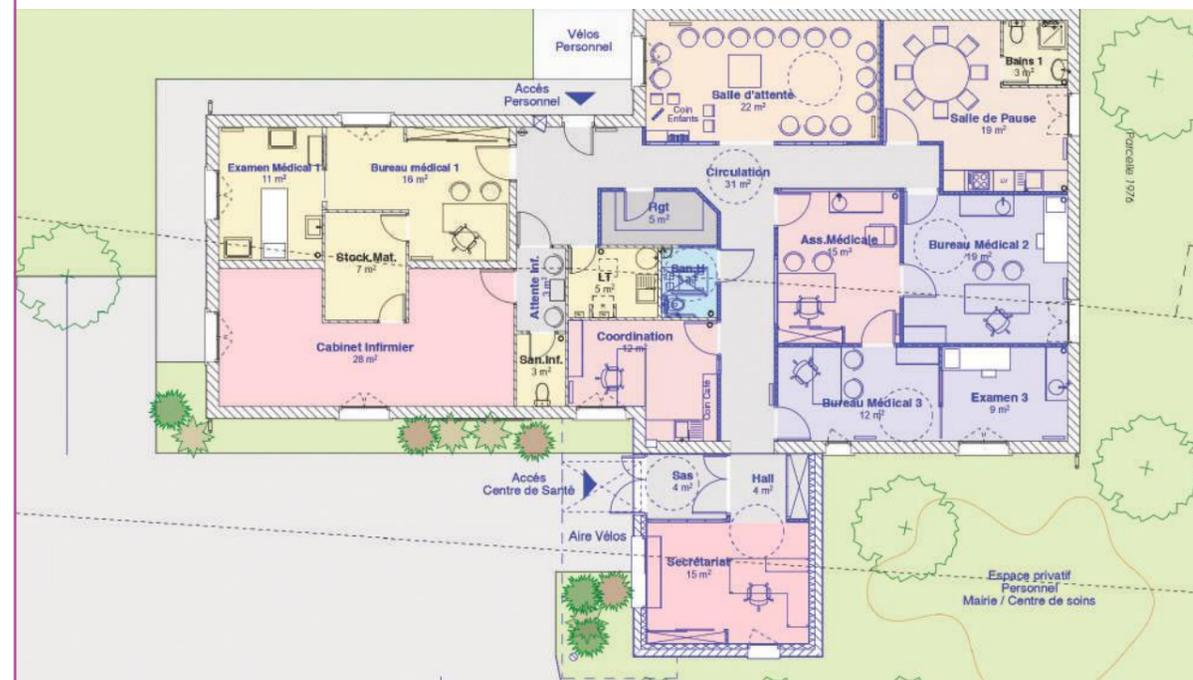 Vélos
Personnel
Accès
Personnel
Salle d'attente
22 m²
Coin
Enfants
Bains 1
3 m²
Salle de Pause
19 m²
LV
Parcelle 1976
Examen Médical 1
11 m²
Bureau médical 1
16 m²
Circulation
31 m²
Rgt
5 m²
Stock.Mat.
7 m²
Attente Inf.
3 m²
LT
5 m²
San.H
Ass.Médicale
15 m²
Bureau Médical 2
19 m²
Cabinet Infirmier
28 m²
San.Inf.
3 m²
Coordination
12 m²
Coin Café
Bureau Médical 3
12 m²
Examen 3
9 m²
Accès
Centre de Santé
Sas
4 m²
Hall
4 m²
Aire Vélos
Secrétariat
15 m²
Espace privatif
Personnel
Mairie / Centre de soins